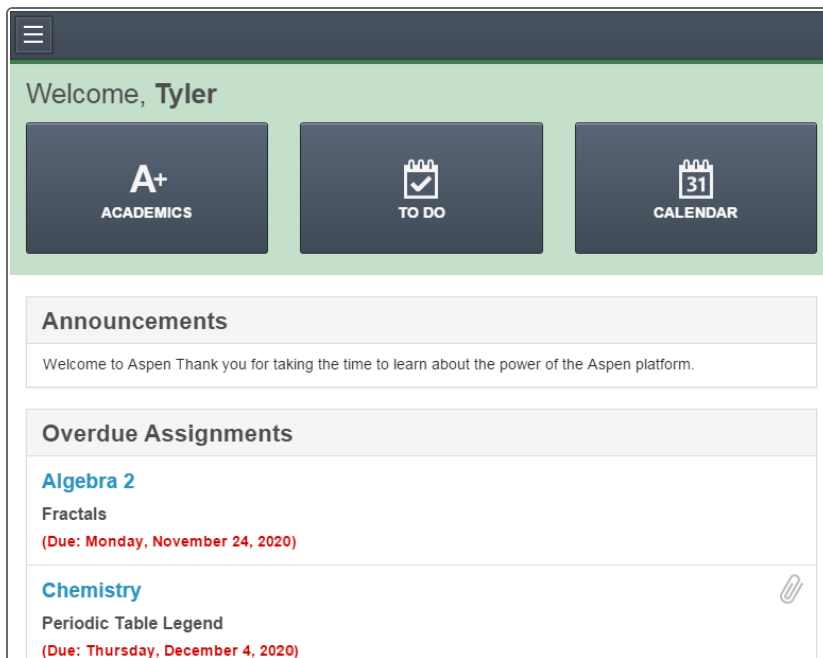 Welcome, Tyler
A+
ACADEMICS
TO DO
31
CALENDAR
Announcements
Welcome to Aspen Thank you for taking the time to learn about the power of the Aspen platform.
Overdue Assignments
Algebra 2
Fractals
(Due: Monday, November 24, 2020)
Chemistry
Periodic Table Legend
(Due: Thursday, December 4, 2020)